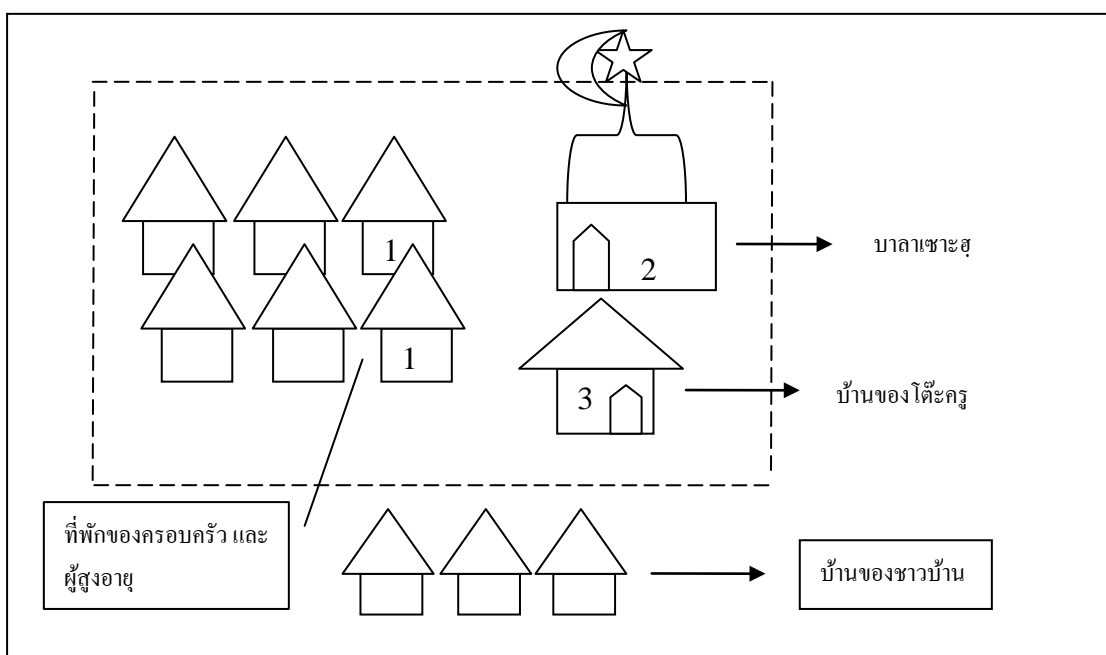 1
2
บาลาเซาะฮฺ
1
3
บ้านของโต๊ะครู
ที่พักของครอบครัว และ
ผู้สูงอายุ
บ้านของชาวบ้าน